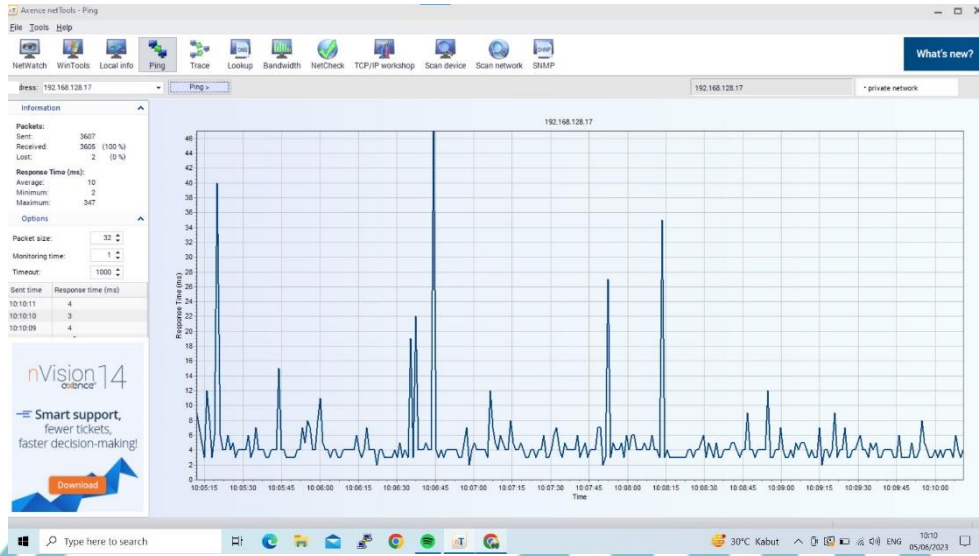 Axence netTools - Ping
File Tools Help
NetWatch WinTools Local info Ping Trace Lookup Bandwidth NetCheck TCP/IP workshop Scan device Scan network SNMP
What's new?
dress: 192.168.128.17 Ping > 192.168.128.17 private network
Information
Packets:
Sent: 3607
Received: 3605 (100 %)
Lost: 2 (0 %)
Response Time (ms):
Average: 10
Minimum: 2
Maximum: 347
Options
Packet size: 32
Monitoring time: 1
Timeout: 1000
Sent time Response time (ms)
10:10:11 4
10:10:10 3
10:10:09 4
nVision 14
axence
Smart support,
fewer tickets,
faster decision-making!
Download
192.168.128.17
46
44
42
40
38
36
34
32
30
28
26
24
22
20
18
16
14
12
10
8
6
4
2
0
Response Time (ms)
10:05:15 10:05:30 10:05:45 10:06:00 10:06:15 10:06:30 10:06:45 10:07:00 10:07:15 10:07:30 10:07:45 10:08:00 10:08:15 10:08:30 10:08:45 10:09:00 10:09:15 10:09:30 10:09:45 10:10:00
Time
Type here to search
30°C Kabut ENG
10:10
05/06/2023